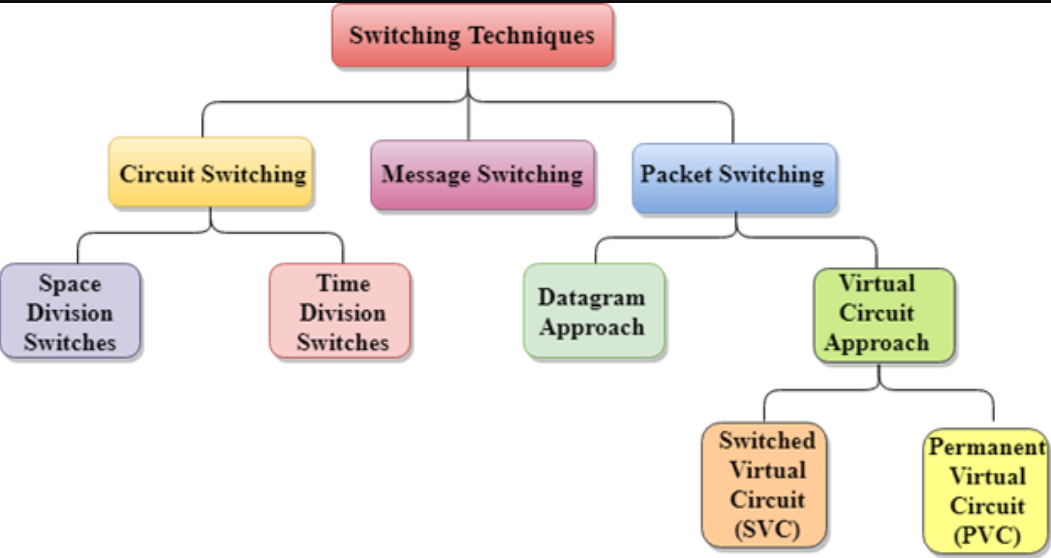 Switching Techniques
Circuit Switching
Message Switching
Packet Switching
Space
Division
Switches
Time
Division
Switches
Datagram
Approach
Virtual
Circuit
Approach
Switched
Virtual
Circuit
(SVC)
Permanent
Virtual
Circuit
(PVC)